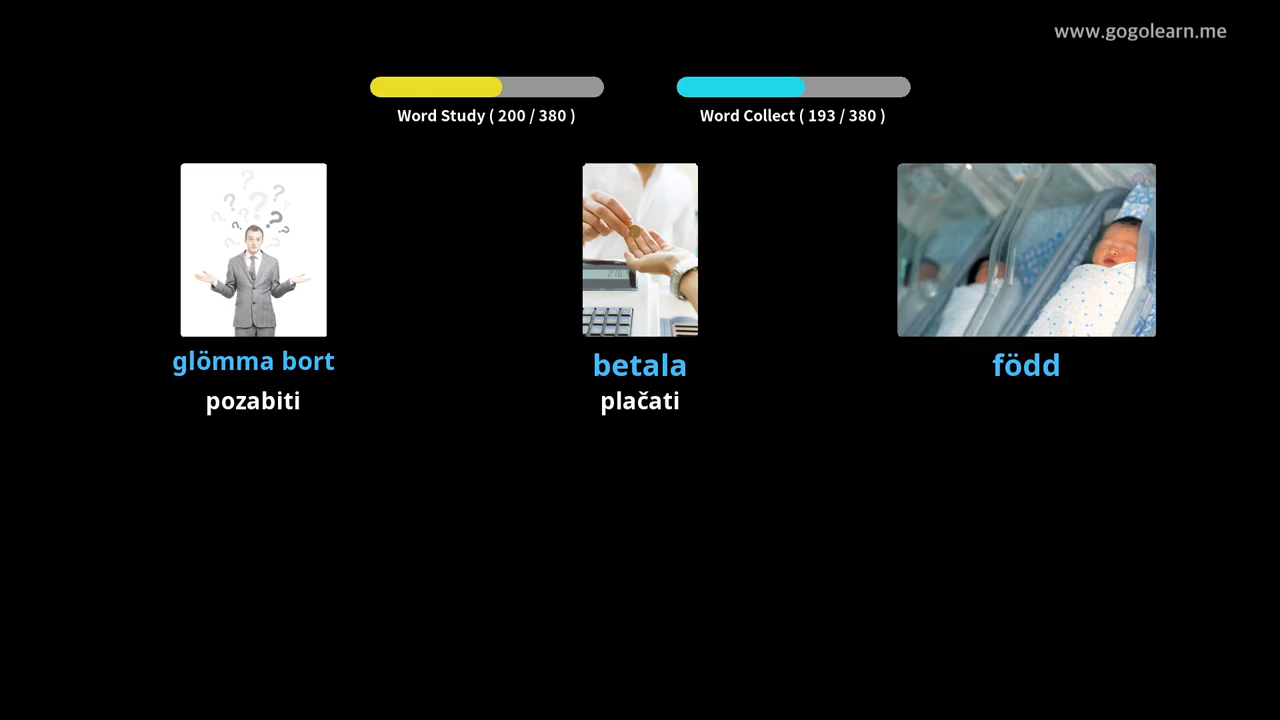 www.gogolearn.me
Word Study ( 200 / 380 )
Word Collect ( 193 / 380 )
glömma bort
pozabiti
betala
plačati
född